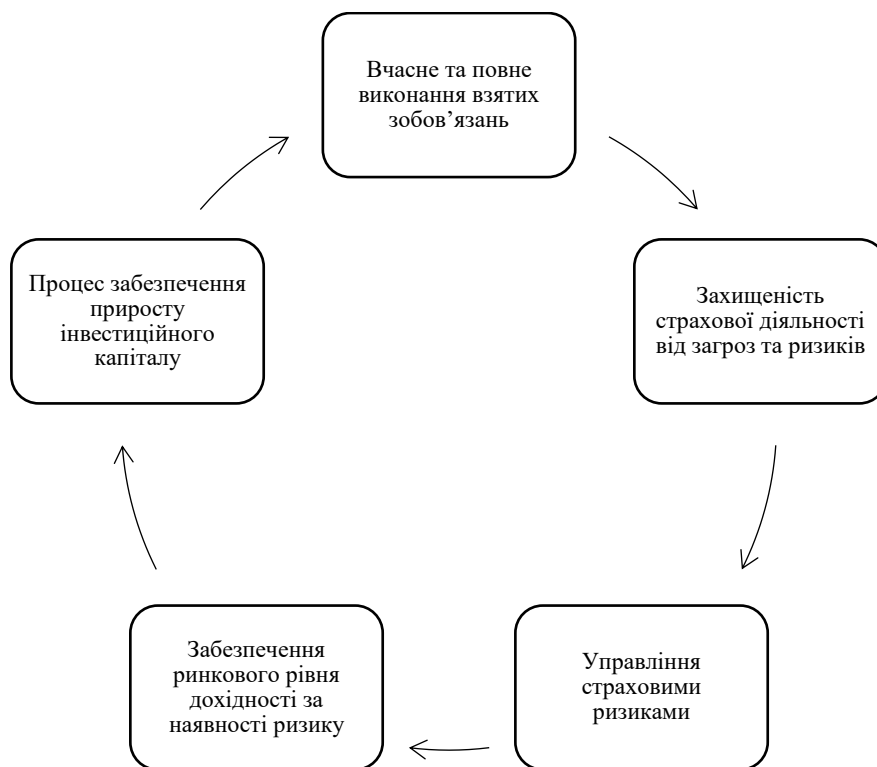 Вчасне та повне
виконання взятих
зобов’язань
Захищеність
страхової діяльності
від загроз та ризиків
Управління
страховими
ризиками
Забезпечення
ринкового рівня
дохідності за
наявності ризику
Процес забезпечення
приросту
інвестиційного
капіталу